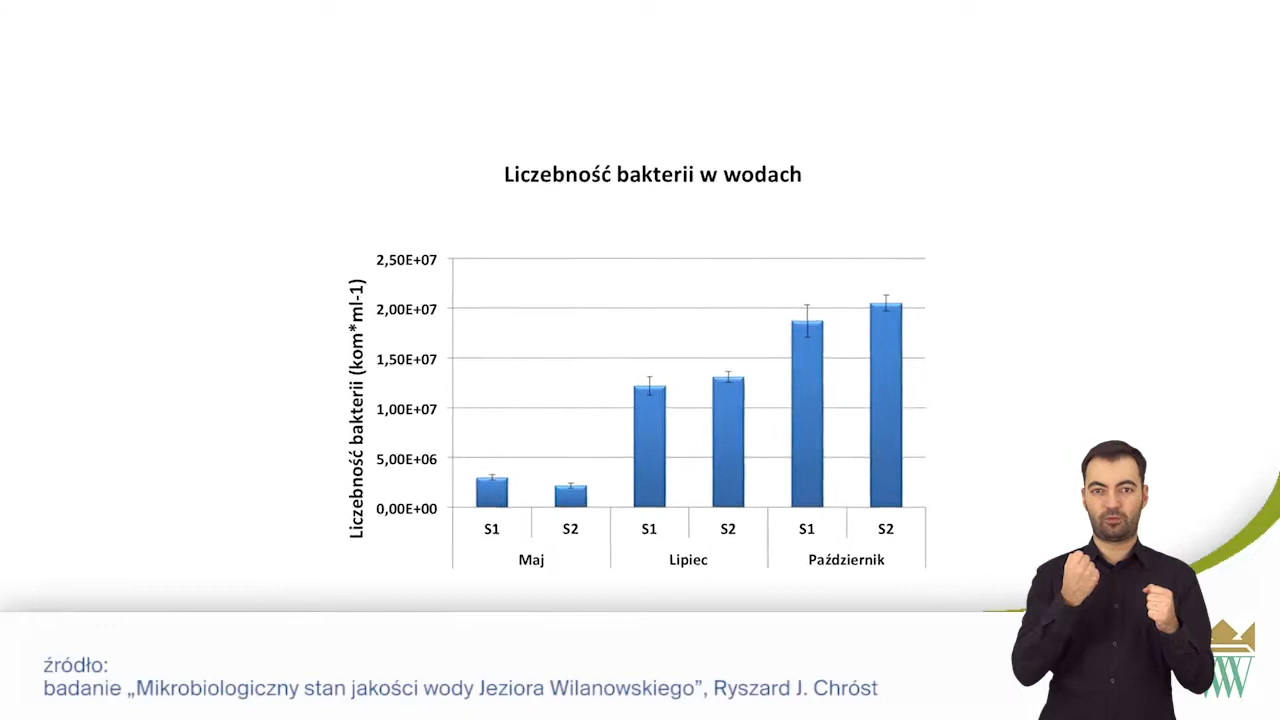 Liczebność bakterii w wodach
Liczebność bakterii (kom*ml-1)
2,50E+07
2,00E+07
1,50E+07
1,00E+07
5,00E+06
0,00E+00
S1 S2 S1 S2 S1 S2
Maj Lipiec Październik
źródło:
badanie „Mikrobiologiczny stan jakości wody Jeziora Wilanowskiego”, Ryszard J. Chróst